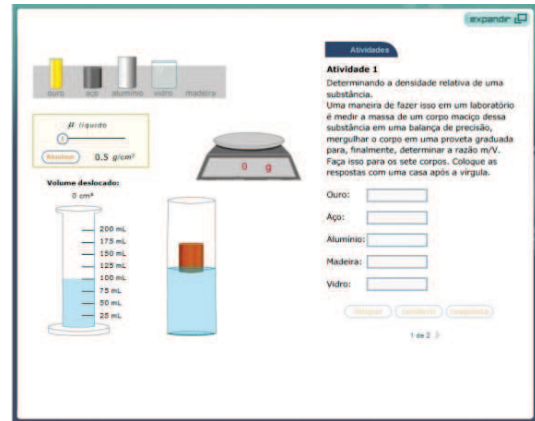 expandir
ouro aço alumínio vidro madeira
μ líquido
0.5 g/cm³
0 g
Volume deslocado:
0 cm³
200 mL
175 mL
150 mL
125 mL
100 mL
75 mL
50 mL
25 mL
Atividades
Atividade 1
Determinando a densidade relativa de uma
substância.
Uma maneira de fazer isso em um laboratório
é medir a massa de um corpo maciço dessa
substância em uma balança de precisão,
mergulhar o corpo em uma proveta graduada
para, finalmente, determinar a razão m/V.
Faça isso para os sete corpos. Coloque as
respostas com uma casa após a vírgula.
Ouro:
Aço:
Alumínio:
Madeira:
Vidro:
1 de 2